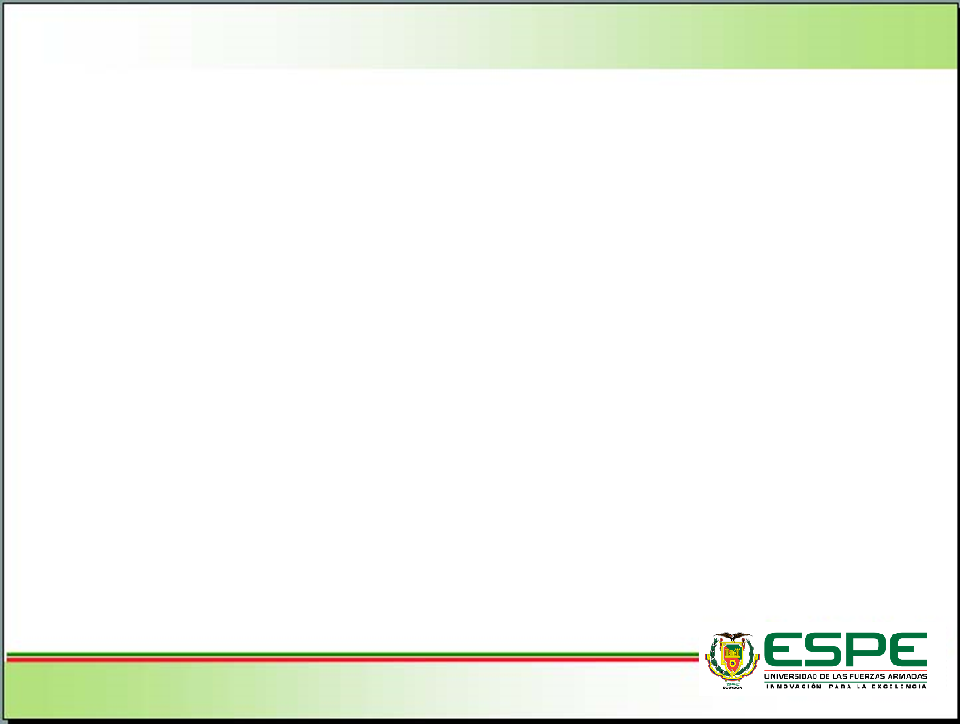 ESPE
UNIVERSIDAD DE LAS FUERZAS ARMADAS
INNOVACIÓN PARA LA EXCELENCIA